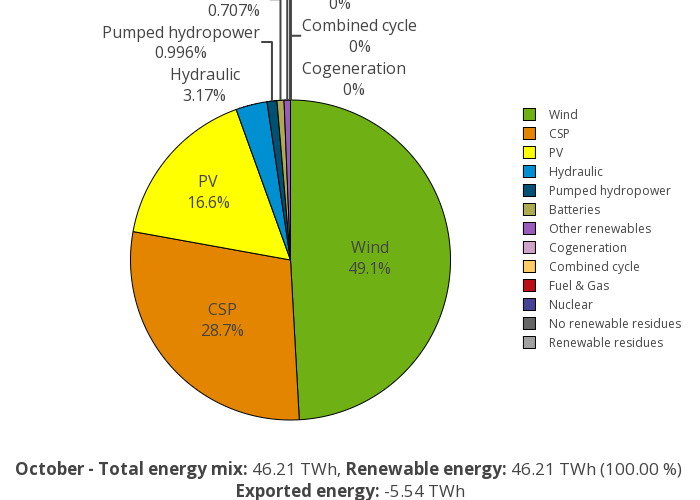 0.707%
0%
Pumped hydropower
0.996%
Combined cycle
0%
Hydraulic
3.17%
Cogeneration
0%
PV
16.6%
Wind
49.1%
CSP
28.7%
Wind
CSP
PV
Hydraulic
Pumped hydropower
Batteries
Other renewables
Cogeneration
Combined cycle
Fuel & Gas
Nuclear
No renewable residues
Renewable residues
October - Total energy mix: 46.21 TWh, Renewable energy: 46.21 TWh (100.00 %)
Exported energy: -5.54 TWh